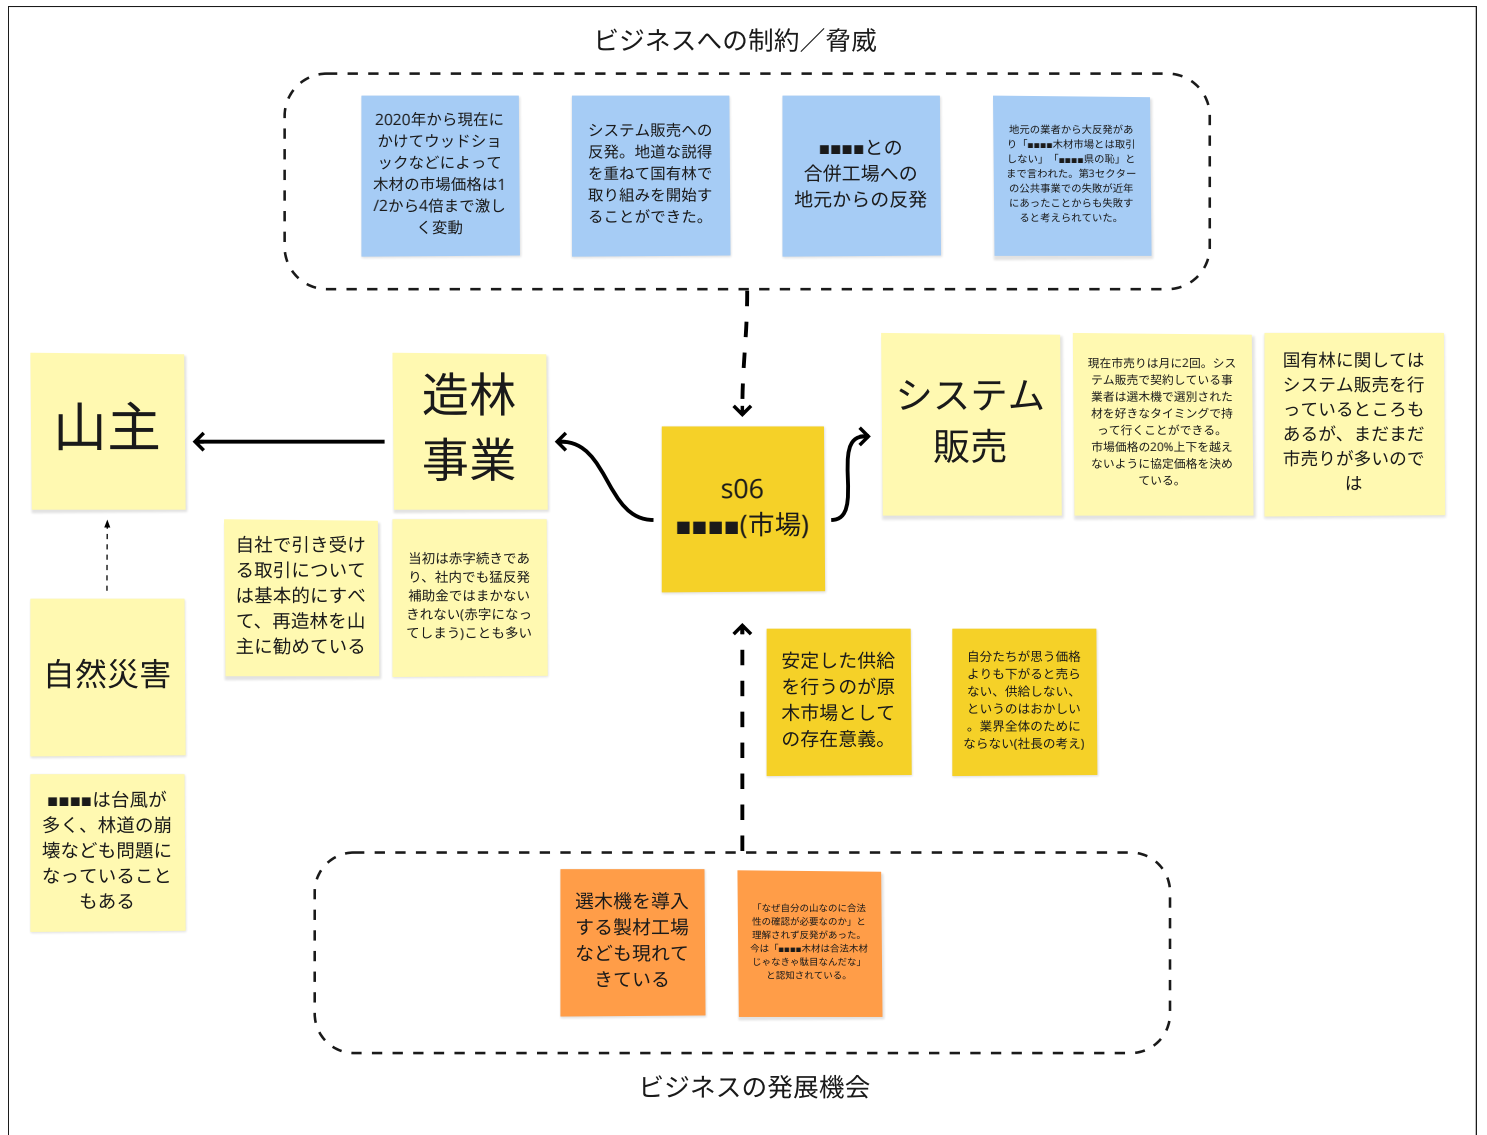 ビジネスへの制約／脅威
2020年から現在に
かけてウッドショ
ックなどによって
木材の市場価格は1
/2から4倍まで激し
く変動
システム販売への
反発。地道な説得
を重ねて国有林で
取り組みを開始す
ることができた。
■■■■との
合併工場への
地元からの反発
地元の業者から大反発があ
り「■■■■木材市場とは取引
しない」「■■■■県の恥」と
まで言われた。第3セクター
の公共事業での失敗が近年
にあったことからも失敗す
ると考えられていた。
山主
造林
事業
s06
■■■■(市場)
システム
販売
現在市売りは月に2回。シス
テム販売で契約している事
業者は選木機で選別された
材を好きなタイミングで持
って行くことができる。
市場価格の20%上下を越え
ないように協定価格を決め
ている。
国有林に関しては
システム販売を行
っているところも
あるが、まだまだ
市売りが多いので
は
自社で引き受け
る取引について
は基本的にすべ
て、再造林を山
主に勧めている
当初は赤字続きであ
り、社内でも猛反発
補助金ではまかない
きれない(赤字になっ
てしまう)ことも多い
自然災害
■■■■は台風が
多く、林道の崩
壊なども問題に
なっていること
もある
安定した供給
を行うのが原
木市場として
の存在意義。
自分たちが思う価格
よりも下がると売ら
ない、供給しない、
というのはおかしい
。業界全体のために
ならない(社長の考え)
選木機を導入
する製材工場
なども現れて
きている
「なぜ自分の山なのに合法
性の確認が必要なのか」と
理解されず反発があった。
今は「■■■■木材は合法木材
じゃなきゃ駄目なんだな」
と認知されている。
ビジネスの発展機会